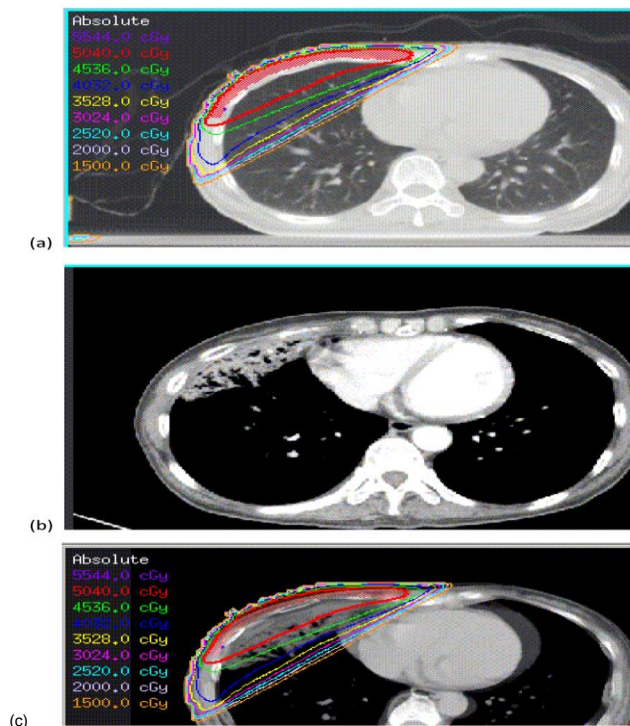 Absolute
5544.0 cGy
5040.0 cGy
4536.0 cGy
4032.0 cGy
3528.0 cGy
3024.0 cGy
2520.0 cGy
2000.0 cGy
1500.0 cGy
(a)
(b)
Absolute
5544.0 cGy
5040.0 cGy
4536.0 cGy
4032.0 cGy
3528.0 cGy
3024.0 cGy
2520.0 cGy
2000.0 cGy
1500.0 cGy
(c)